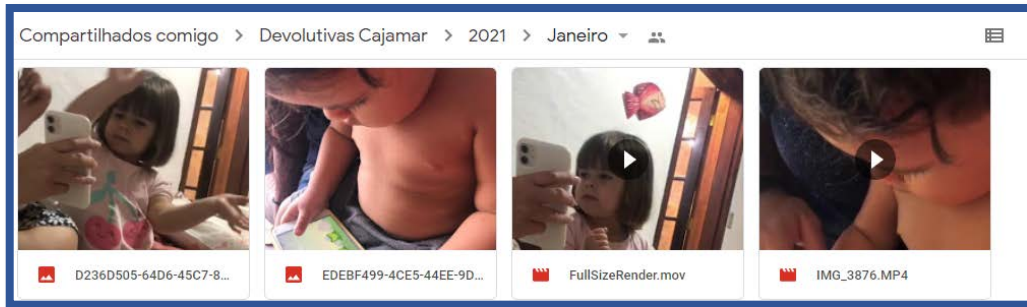 Compartilhados comigo > Devolutivas Cajamar > 2021 > Janeiro
D236D505-64D6-45C7-8... EDEBF499-4CE5-44EE-9D... FullSizeRender.mov IMG_3876.MP4